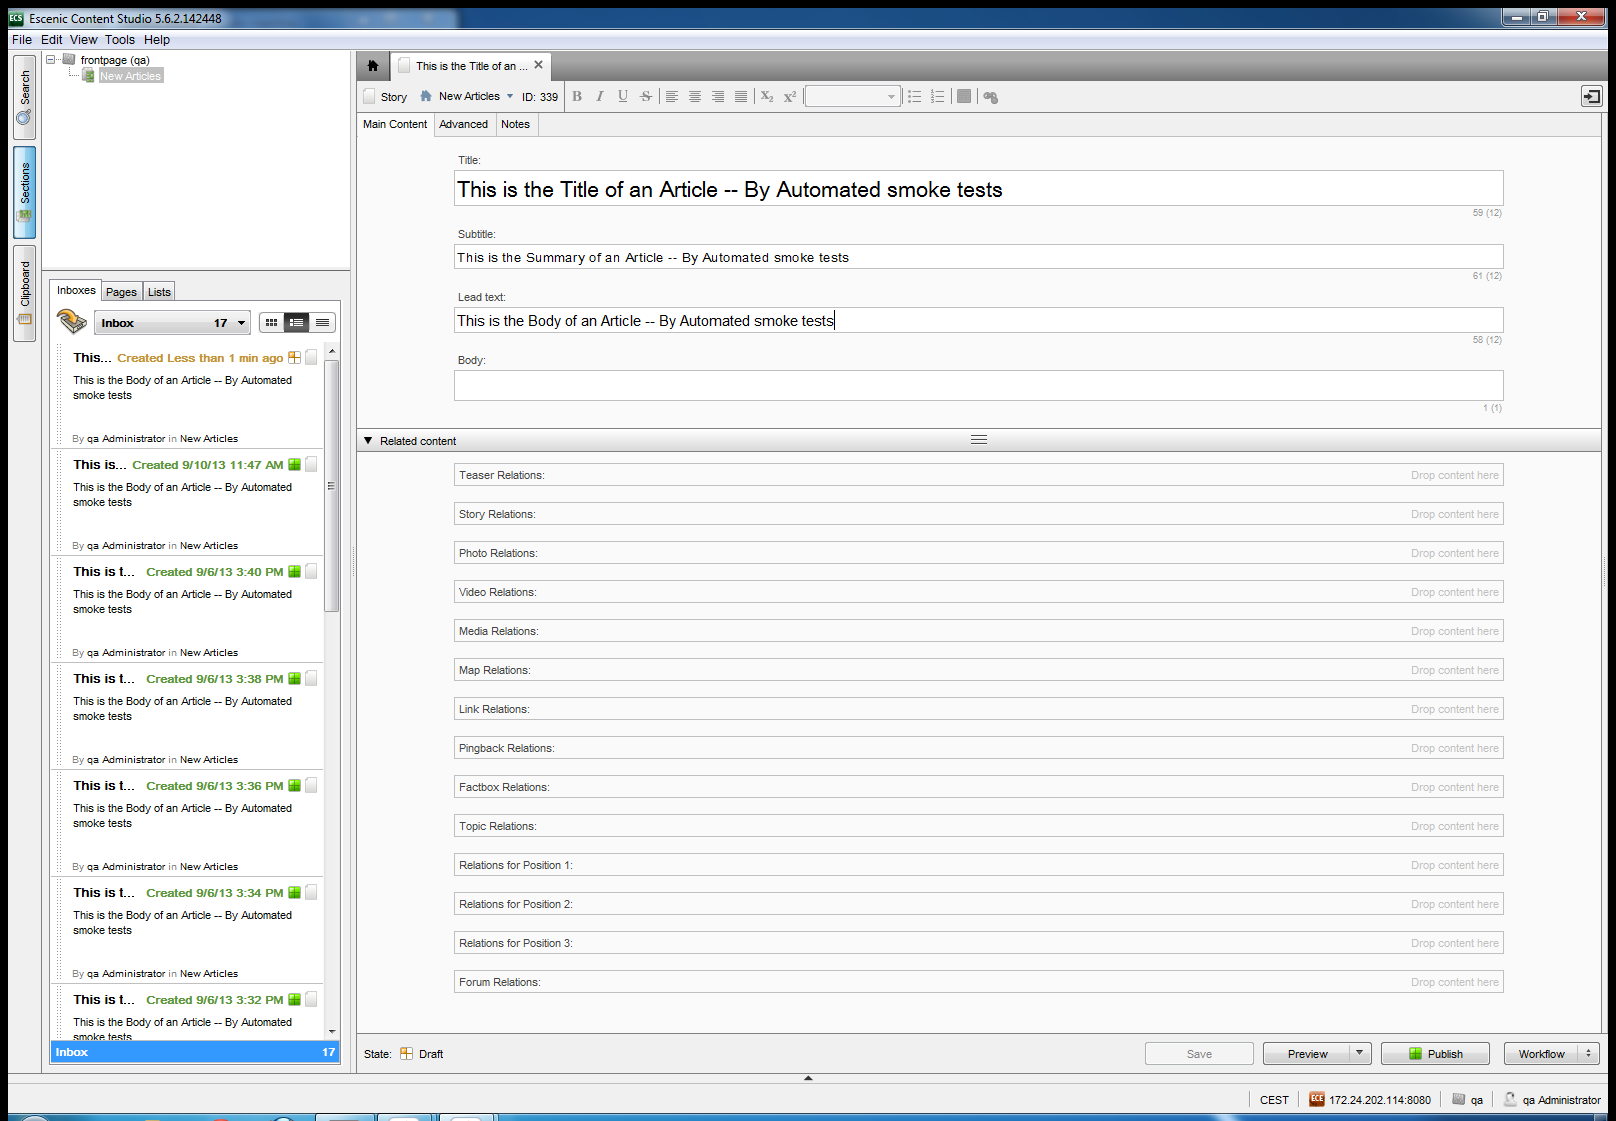 Escenic Content Studio 5.6.2.142448
File Edit View Tools Help
Search
Sections
Clipboard
frontpage (qa)
New Articles
Inboxes Pages Lists
Inbox 17
This... Created Less than 1 min ago
This is the Body of an Article -- By Automated
smoke tests
By qa Administrator in New Articles
This is... Created 9/10/13 11:47 AM
This is the Body of an Article -- By Automated
smoke tests
By qa Administrator in New Articles
This is t... Created 9/6/13 3:40 PM
This is the Body of an Article -- By Automated
smoke tests
By qa Administrator in New Articles
This is t... Created 9/6/13 3:38 PM
This is the Body of an Article -- By Automated
smoke tests
By qa Administrator in New Articles
This is t... Created 9/6/13 3:36 PM
This is the Body of an Article -- By Automated
smoke tests
By qa Administrator in New Articles
This is t... Created 9/6/13 3:34 PM
This is the Body of an Article -- By Automated
smoke tests
By qa Administrator in New Articles
This is t... Created 9/6/13 3:32 PM
This is the Body of an Article -- By Automated
smoke tests
Inbox 17
This is the Title of an ...
Story New Articles ID: 339 B I U S X2 X2
Main Content Advanced Notes
Title:
This is the Title of an Article -- By Automated smoke tests
59 (12)
Subtitle:
This is the Summary of an Article -- By Automated smoke tests
61 (12)
Lead text:
This is the Body of an Article -- By Automated smoke tests
58 (12)
Body:
1 (1)
Related content
Teaser Relations: Drop content here
Story Relations: Drop content here
Photo Relations: Drop content here
Video Relations: Drop content here
Media Relations: Drop content here
Map Relations: Drop content here
Link Relations: Drop content here
Pingback Relations: Drop content here
Factbox Relations: Drop content here
Topic Relations: Drop content here
Relations for Position 1: Drop content here
Relations for Position 2: Drop content here
Relations for Position 3: Drop content here
Forum Relations: Drop content here
State: Draft Save Preview Publish Workflow
CEST ECE 172.24.202.114:8080 qa qa Administrator